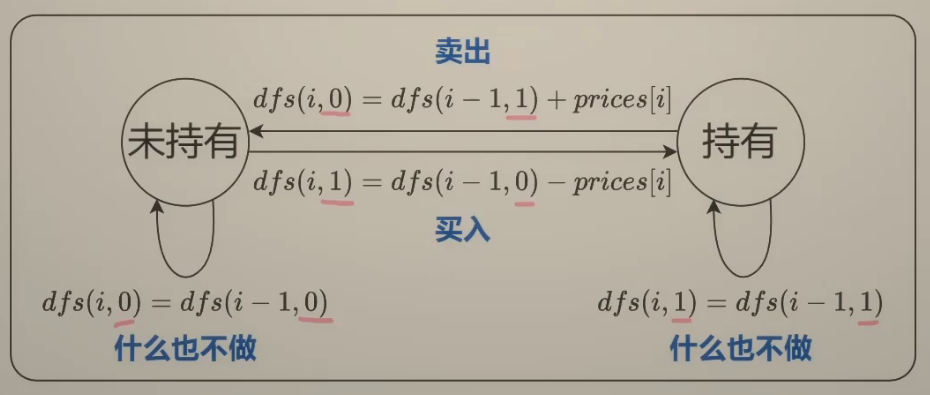 卖出
dfs(i, 0) = dfs(i − 1, 1) + prices[i]
未持有
持有
dfs(i, 1) = dfs(i − 1, 0) − prices[i]
买入
dfs(i, 0) = dfs(i − 1, 0)
dfs(i, 1) = dfs(i − 1, 1)
什么也不做
什么也不做